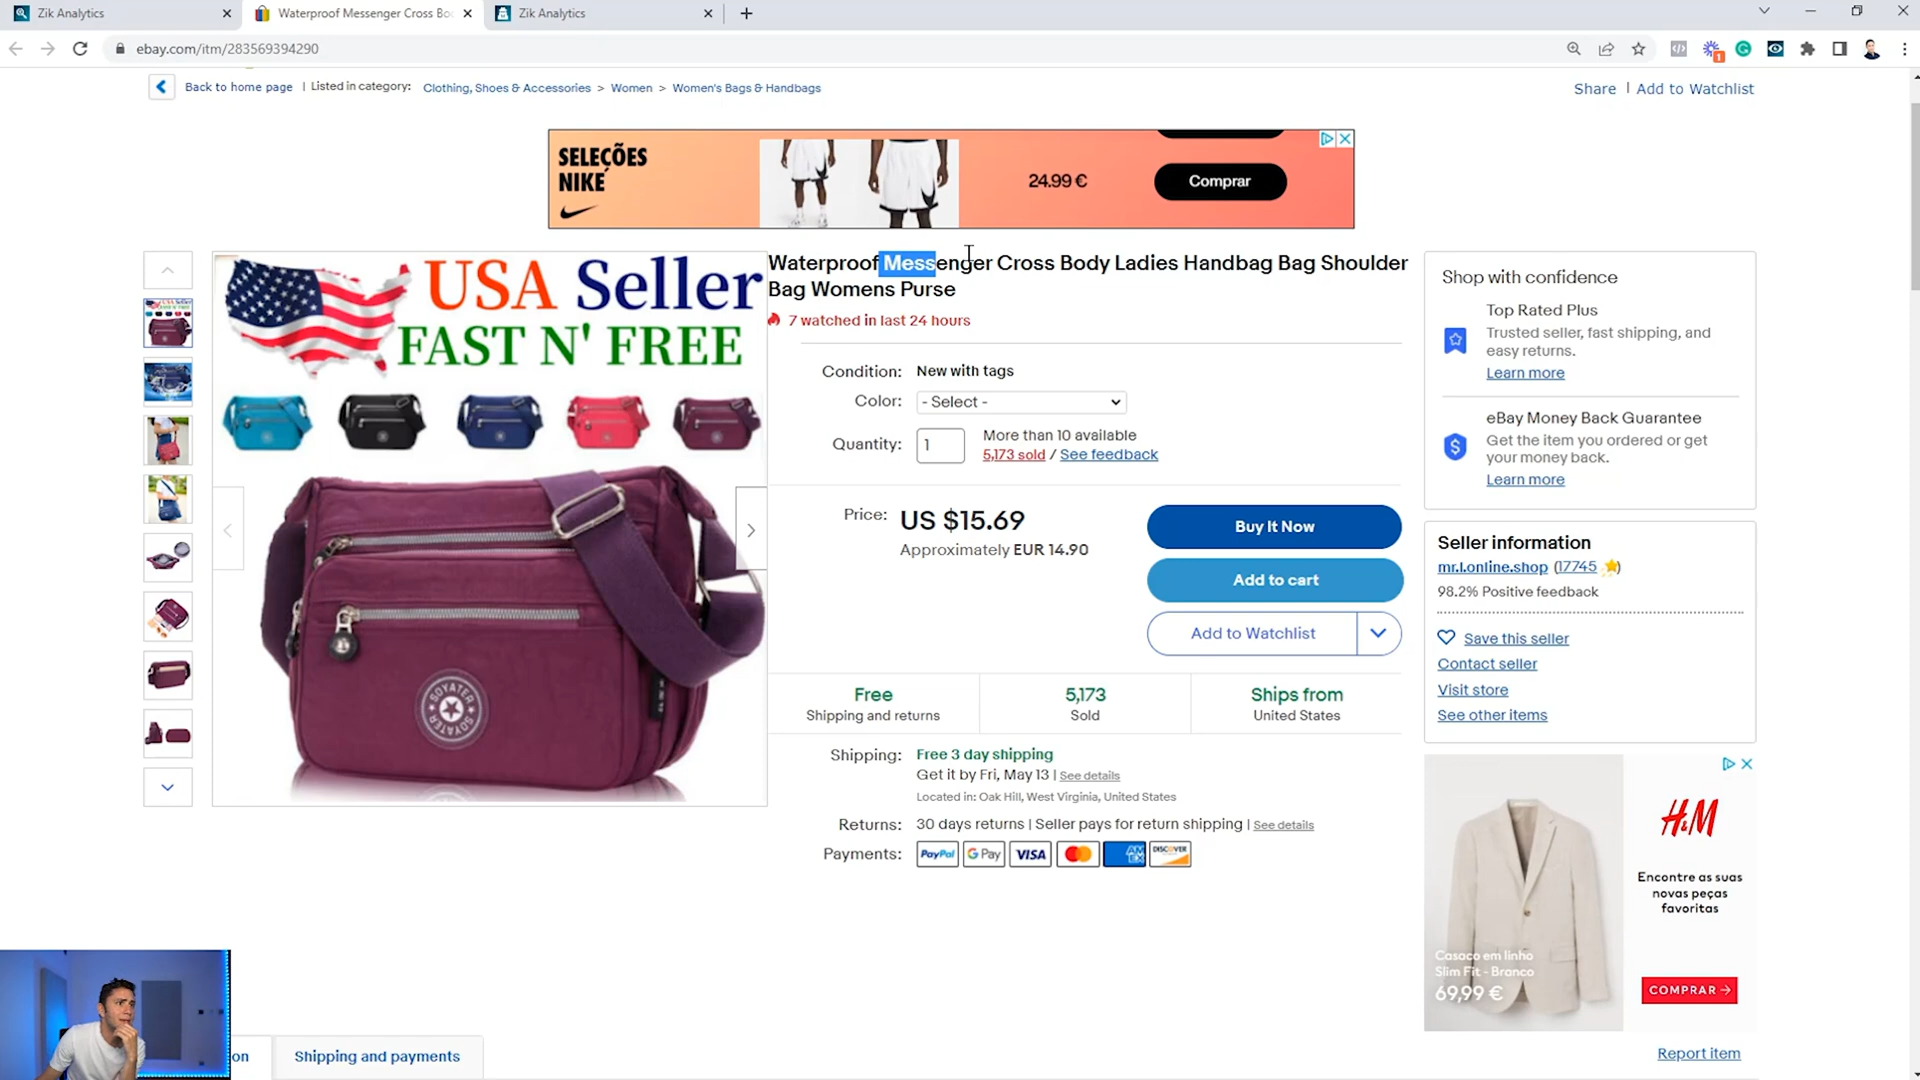 Zik Analytics
Waterproof Messenger Cross Bo
Zik Analytics
ebay.com/itm/283569394290
1
Back to home page | Listed in category: Clothing, Shoes & Accessories > Women > Women's Bags & Handbags
Share | Add to Watchlist
SELEÇÕES
NIKE
24.99 €
Comprar
USA Seller
FAST N' FREE
SOYATER
SOYATER
Waterproof Messenger Cross Body Ladies Handbag Bag Shoulder
Bag Womens Purse
7 watched in last 24 hours
Condition: New with tags
Color: - Select -
Quantity: 1
More than 10 available
5,173 sold / See feedback
Price: US $15.69
Approximately EUR 14.90
Buy It Now
Add to cart
Add to Watchlist
Free
Shipping and returns
5,173
Sold
Ships from
United States
Shipping: Free 3 day shipping
Get it by Fri, May 13 | See details
Located in: Oak Hill, West Virginia, United States
Returns: 30 days returns | Seller pays for return shipping | See details
Payments: PayPal G Pay VISA AMEX DISCOVER
Shop with confidence
Top Rated Plus
Trusted seller, fast shipping, and
easy returns.
Learn more
eBay Money Back Guarantee
Get the item you ordered or get
your money back.
Learn more
Seller information
mr.l.online.shop (17745)
98.2% Positive feedback
Save this seller
Contact seller
Visit store
See other items
H&M
Encontre as suas
novas peças
favoritas
Casaco em linho
Slim Fit - Branco
69,99 €
COMPRAR
on
Shipping and payments
Report item